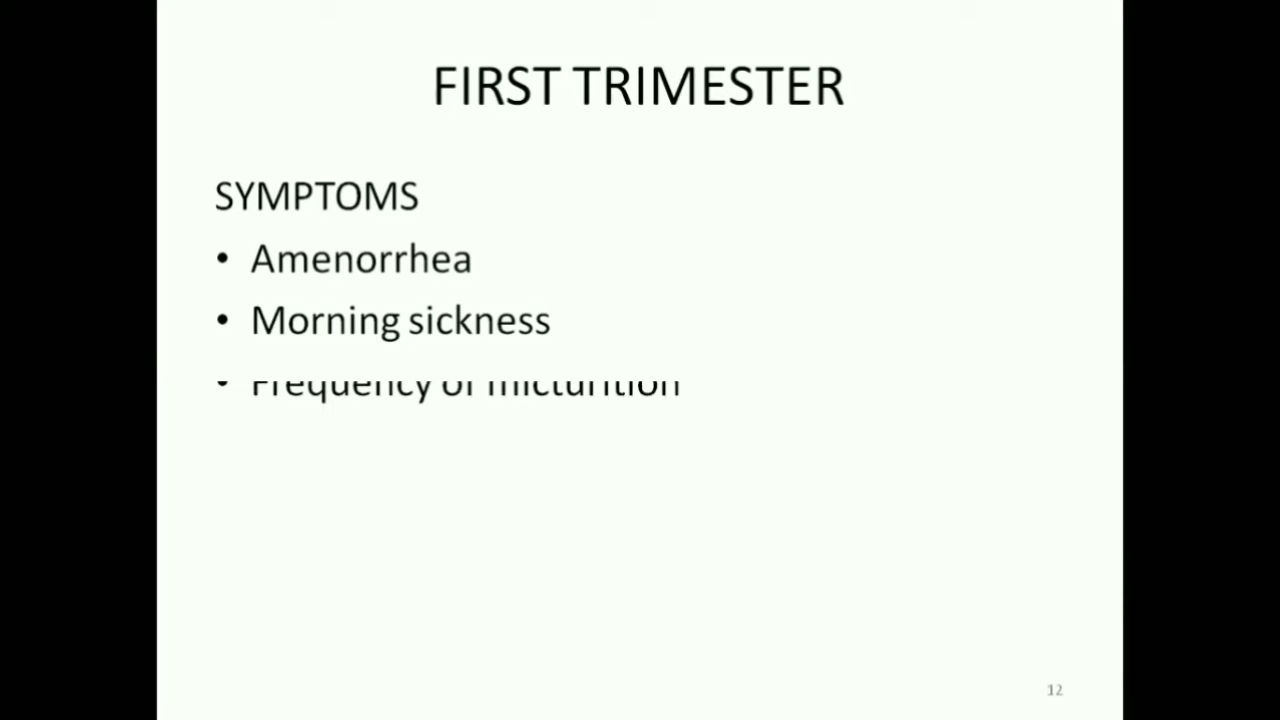 FIRST TRIMESTER
SYMPTOMS
• Amenorrhea
• Morning sickness
• Frequency of micturition
12